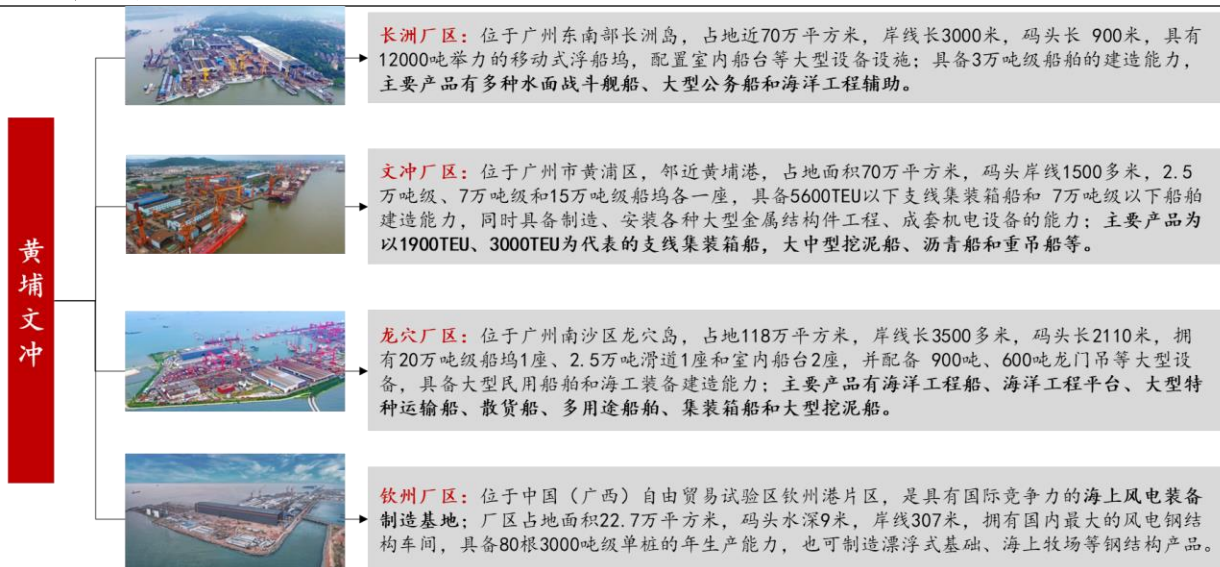 黄埔文冲
长洲厂区：位于广州东南部长洲岛，占地近70万平方米，岸线长3000米，码头长 900米，具有
12000吨举力的移动式浮船坞，配置室内船台等大型设备设施；具备3万吨级船舶的建造能力，
主要产品有多种水面战斗舰船、大型公务船和海洋工程辅助。
文冲厂区：位于广州市黄浦区，邻近黄埔港，占地面积70万平方米，码头岸线1500多米，2.5
万吨级、7万吨级和15万吨级船坞各一座，具备5600TEU以下支线集装箱船和 7万吨级以下船舶
建造能力，同时具备制造、安装各种大型金属结构件工程、成套机电设备的能力；主要产品为
以1900TEU、3000TEU为代表的支线集装箱船，大中型挖泥船、沥青船和重吊船等。
龙穴厂区：位于广州南沙区龙穴岛，占地118万平方米，岸线长3500多米，码头长2110米，拥
有20万吨级船坞1座、2.5万吨滑道1座和室内船台2座，并配备 900吨、600吨龙门吊等大型设
备，具备大型民用船舶和海工装备建造能力；主要产品有海洋工程船、海洋工程平台、大型特
种运输船、散货船、多用途船舶、集装箱船和大型挖泥船。
钦州厂区：位于中国（广西）自由贸易试验区钦州港片区，是具有国际竞争力的海上风电装备
制造基地；厂区占地面积22.7万平方米，码头水深9米，岸线307米，拥有国内最大的风电钢结
构车间，具备80根3000吨级单桩的年生产能力，也可制造漂浮式基础、海上牧场等钢结构产品。